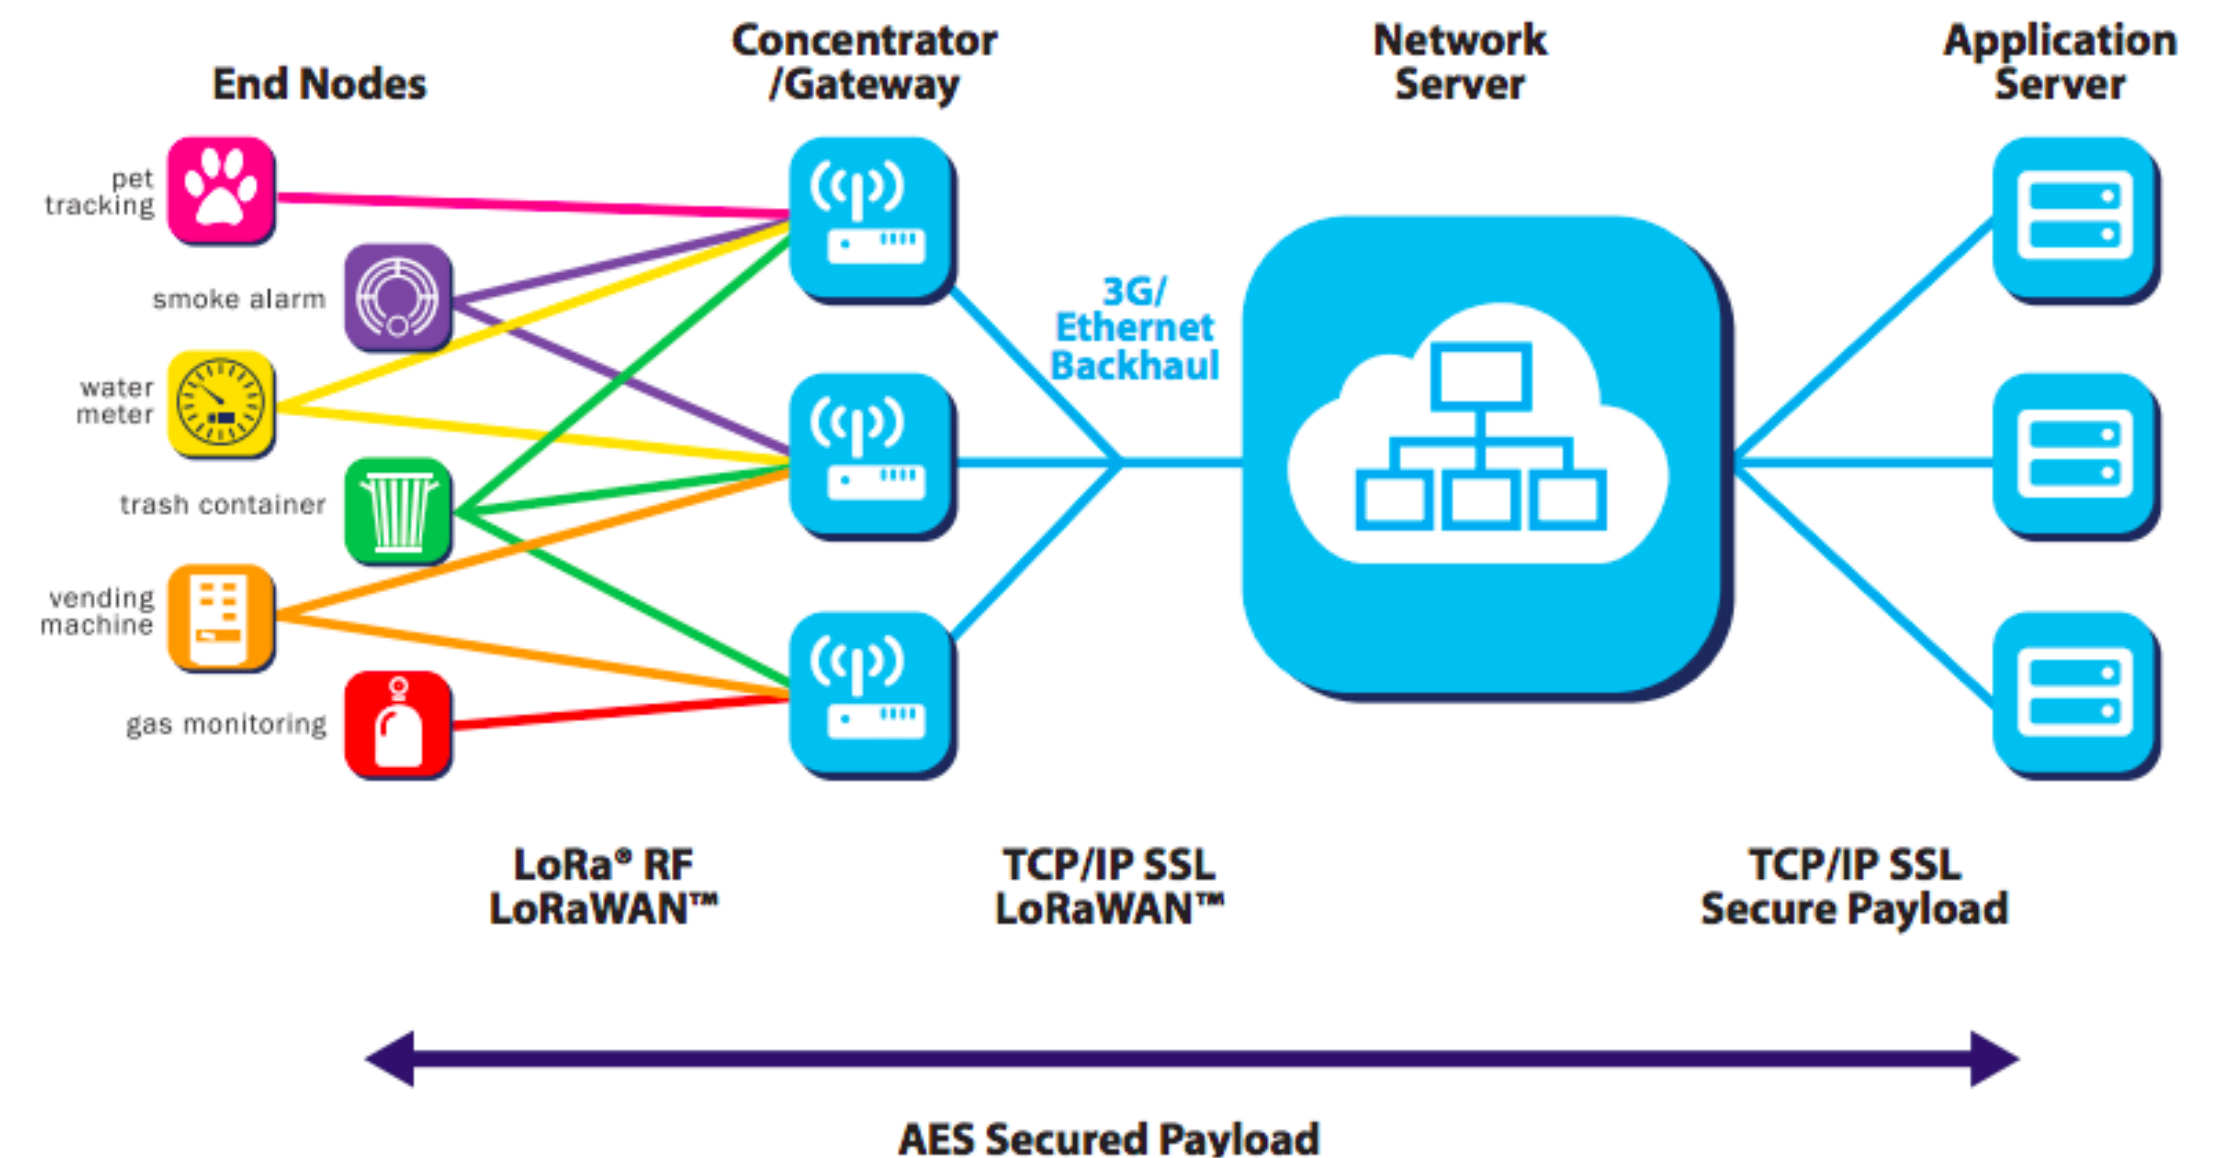 End Nodes
Concentrator
/Gateway
Network
Server
Application
Server
pet
tracking
smoke alarm
water
meter
trash container
vending
machine
gas monitoring
3G/
Ethernet
Backhaul
LoRa® RF
LoRaWAN™
TCP/IP SSL
LoRaWAN™
TCP/IP SSL
Secure Payload
AES Secured Payload